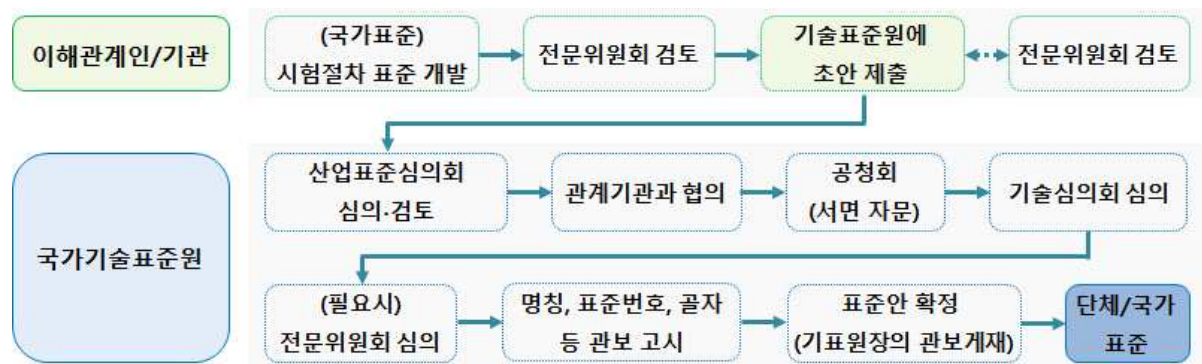 이해관계인/기관
(국가표준)
시험절차 표준 개발
전문위원회 검토
기술표준원에
초안 제출
전문위원회 검토
국가기술표준원
산업표준심의회
심의·검토
관계기관과 협의
공청회
(서면 자문)
기술심의회 심의
(필요시)
전문위원회 심의
명칭, 표준번호, 골자
등 관보 고시
표준안 확정
(기표원장의 관보게재)
단체/국가
표준